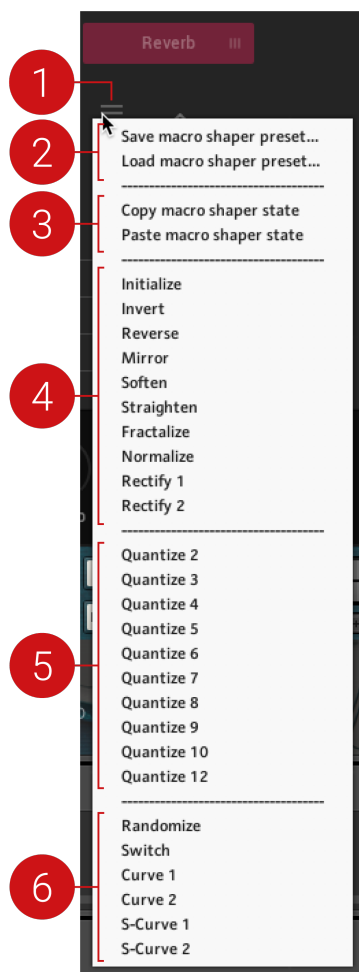 Reverb
1
2
Save macro shaper preset...
Load macro shaper preset...
3
Copy macro shaper state
Paste macro shaper state
4
Initialize
Invert
Reverse
Mirror
Soften
Straighten
Fractalize
Normalize
Rectify 1
Rectify 2
5
Quantize 2
Quantize 3
Quantize 4
Quantize 5
Quantize 6
Quantize 7
Quantize 8
Quantize 9
Quantize 10
Quantize 12
6
Randomize
Switch
Curve 1
Curve 2
S-Curve 1
S-Curve 2